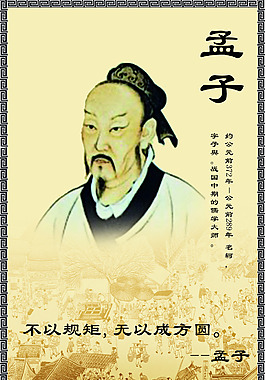 孟子
约公元前372年－公元前289年 名轲，
字子舆。战国中期的儒学大师。
不以规矩，无以成方圆。
--孟子